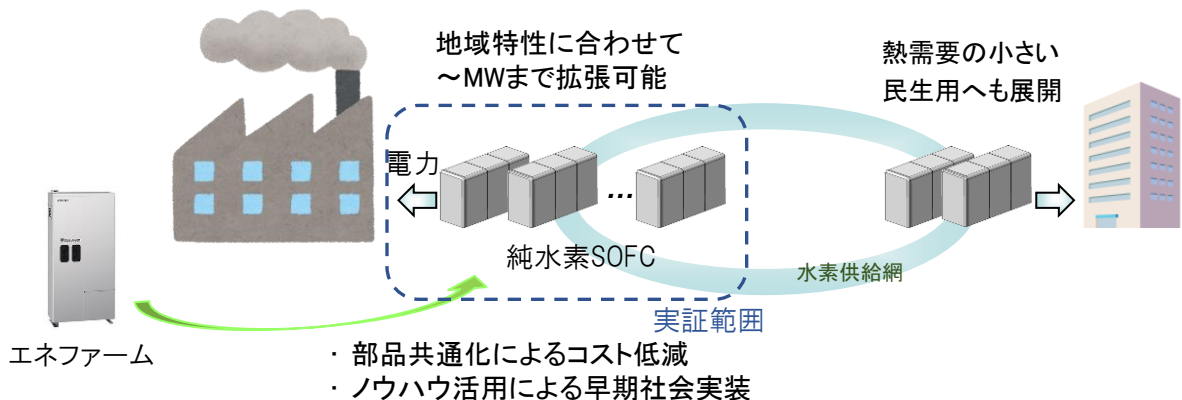 地域特性に合わせて
～MWまで拡張可能
熱需要の小さい
民生用へも展開
電力
...
純水素SOFC
水素供給網
実証範囲
エネファーム
・ 部品共通化によるコスト低減
・ ノウハウ活用による早期社会実装